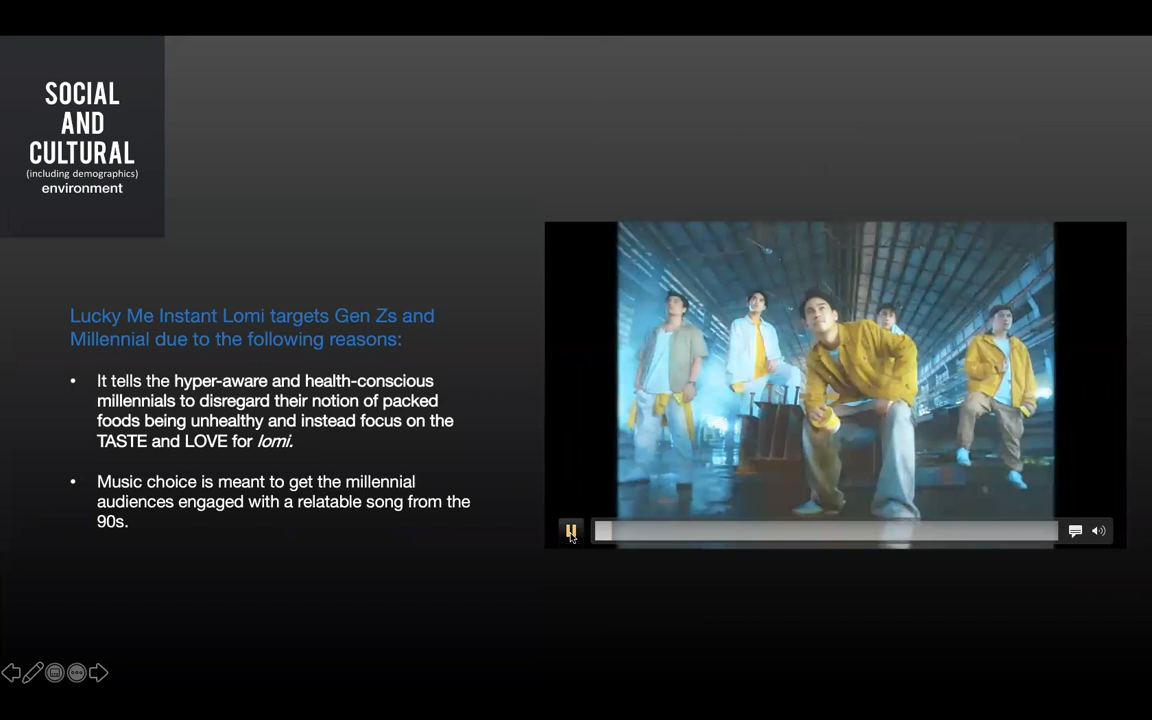 SOCIAL
AND
CULTURAL
(including demographics)
environment
Lucky Me Instant Lomi targets Gen Zs and
Millennial due to the following reasons:
• It tells the hyper-aware and health-conscious
millennials to disregard their notion of packed
foods being unhealthy and instead focus on the
TASTE and LOVE for lomi.
• Music choice is meant to get the millennial
audiences engaged with a relatable song from the
90s.